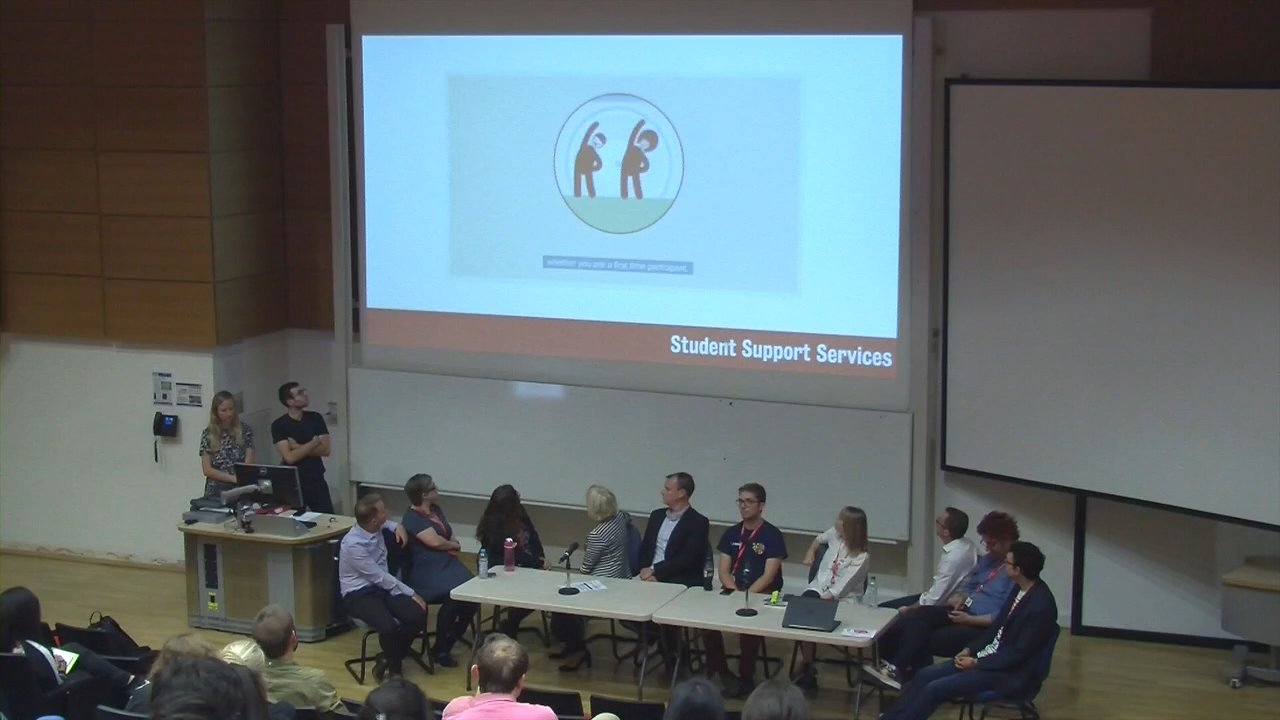 whether you are a first time participant,
Student Support Services